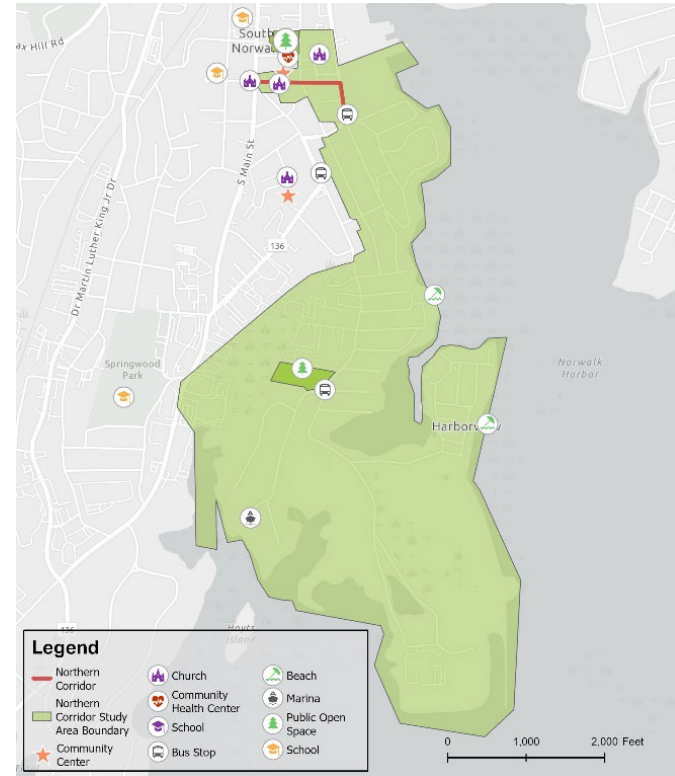 ax Hill Rd
South
Norwalk
S Main St
Dr Martin Luther King Jr Dr
136
Springwood
Park
Norwalk
Harbor
Harborview
Hoyts
Island
136
Legend
Northern
Corridor
Northern
Corridor Study
Area Boundary
Community
Center
Church
Community
Health Center
School
Bus Stop
Beach
Marina
Public Open
Space
School
0 1,000 2,000 Feet